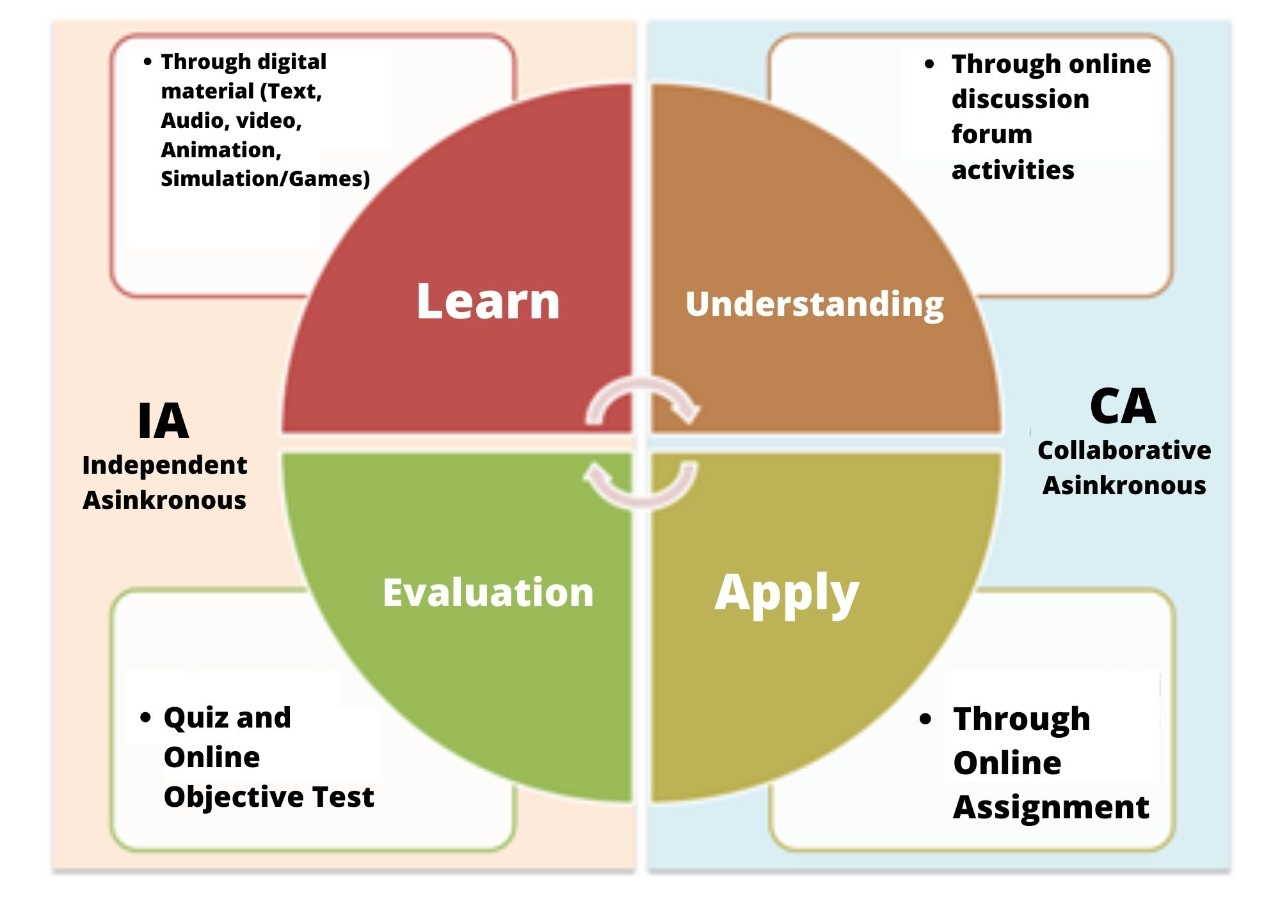 • Through digital
material (Text,
Audio, video,
Animation,
Simulation/Games)
• Through online
discussion
forum
activities
Learn
Understanding
IA
Independent
Asinkronous
CA
Collaborative
Asinkronous
Evaluation
Apply
• Quiz and
Online
Objective Test
• Through
Online
Assignment